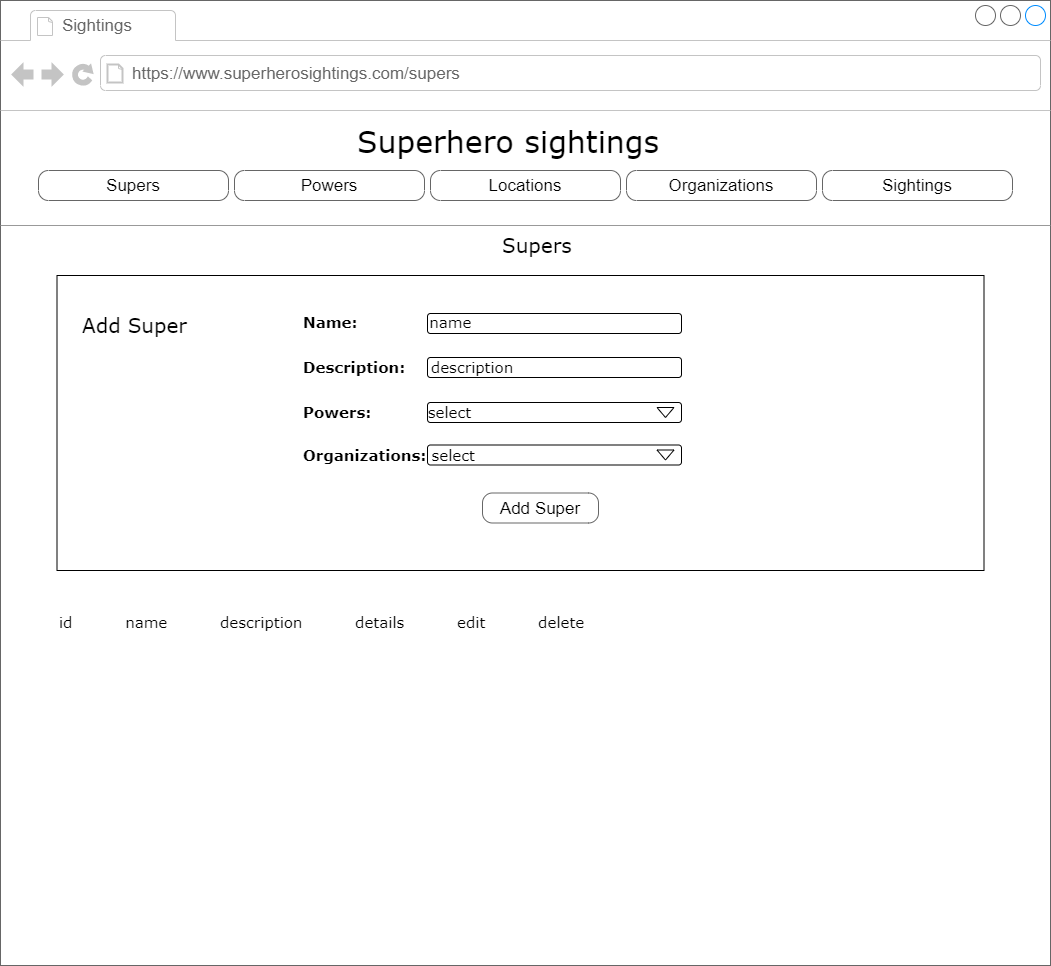 Sightings
https://www.superherosightings.com/supers
Superhero sightings
Supers Powers Locations Organizations Sightings
Supers
Add Super
Name: name
Description: description
Powers: select
Organizations: select
Add Super
id name description details edit delete